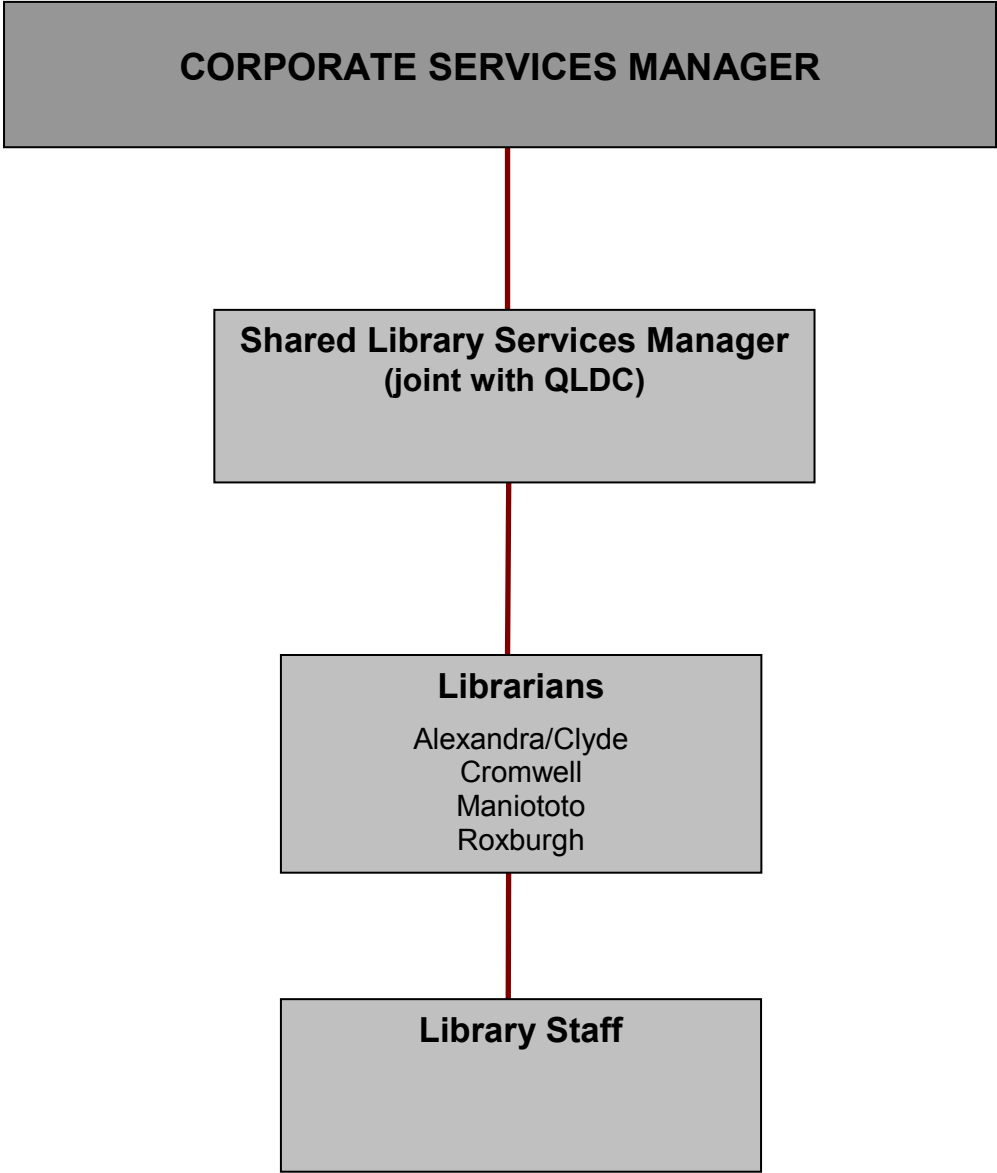 CORPORATE SERVICES MANAGER
Shared Library Services Manager
(joint with QLDC)
Librarians
Alexandra/Clyde
Cromwell
Maniototo
Roxburgh
Library Staff